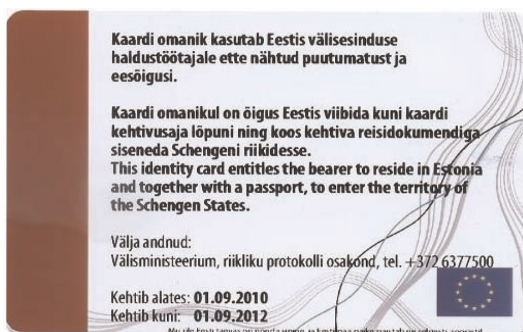 Kaardi omanik kasutab Eestis välisesinduse
haldustöötajale ette nähtud puutumatust ja
eesõigusi.
Kaardi omanikul on õigus Eestis viibida kuni kaardi
kehtivusaja lõpuni ning koos kehtiva reisidokumendiga
siseneda Schengeni riikidesse.
This identity card entitles the bearer to reside in Estonia
and together with a passport, to enter the territory of
the Schengen States.
Välja andnud:
Välisministeerium, riikliku protokolli osakond, tel. +372 6377500
Kehtib alates: 01.09.2010
Kehtib kuni: 01.09.2012